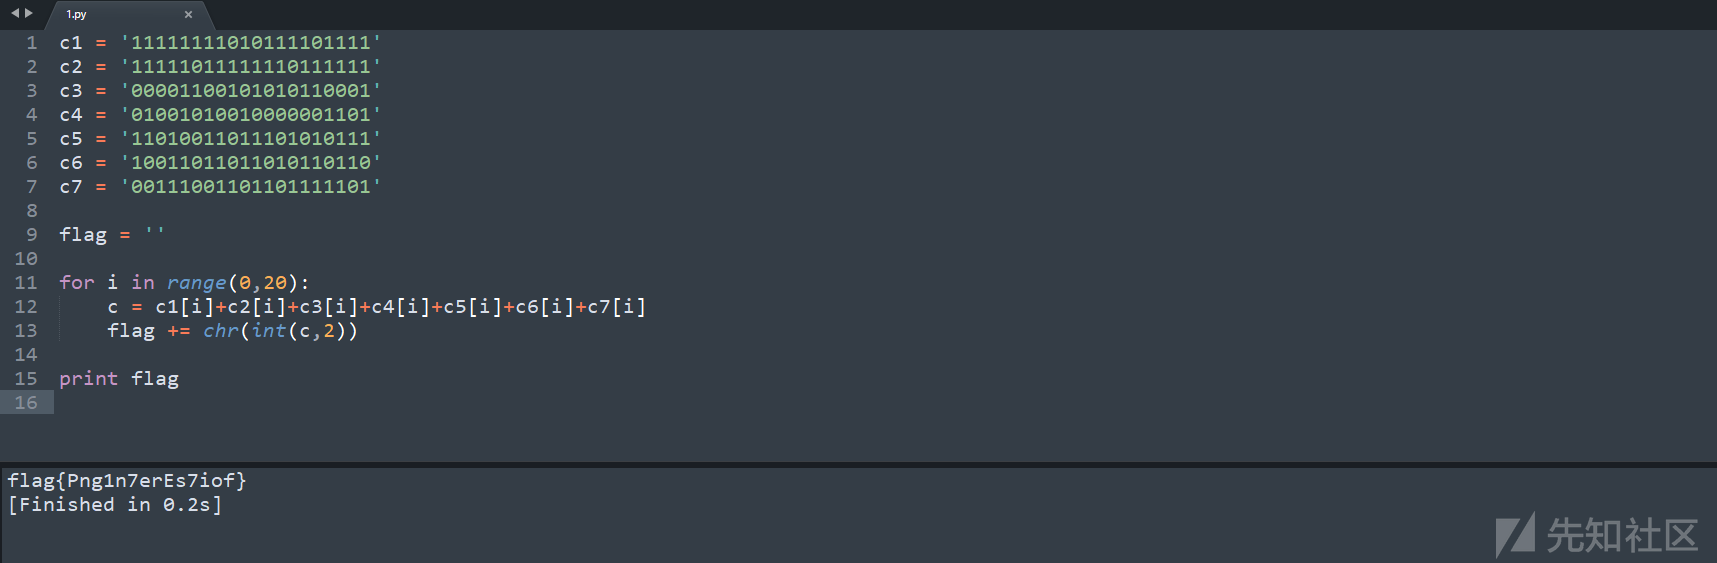 1.py ×
1 c1 = '11111111010111101111'
2 c2 = '11111011111110111111'
3 c3 = '00001100101010110001'
4 c4 = '01001010010000001101'
5 c5 = '11010011011101010111'
6 c6 = '10011011011010110110'
7 c7 = '00111001101101111101'
8
9 flag = ''
10
11 for i in range(0,20):
12     c = c1[i]+c2[i]+c3[i]+c4[i]+c5[i]+c6[i]+c7[i]
13     flag += chr(int(c,2))
14
15 print flag
16
flag{Png1n7erEs7iof}
[Finished in 0.2s]
先知社区